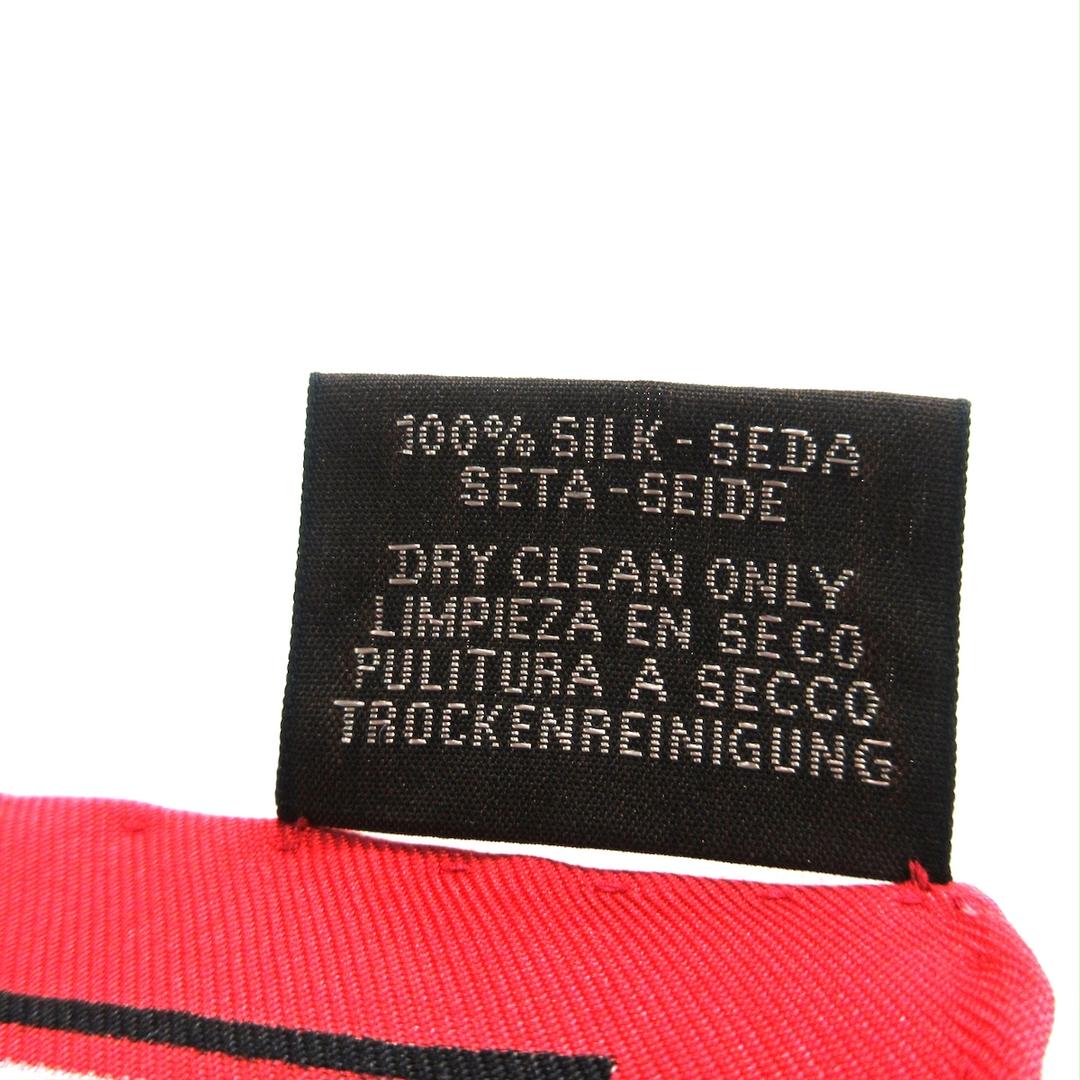 100% SILK - SEDA
SETA - SEIDE
DRY CLEAN ONLY
LIMPIEZA EN SECO
PULITURA A SECCO
TROCKENREINIGUNG